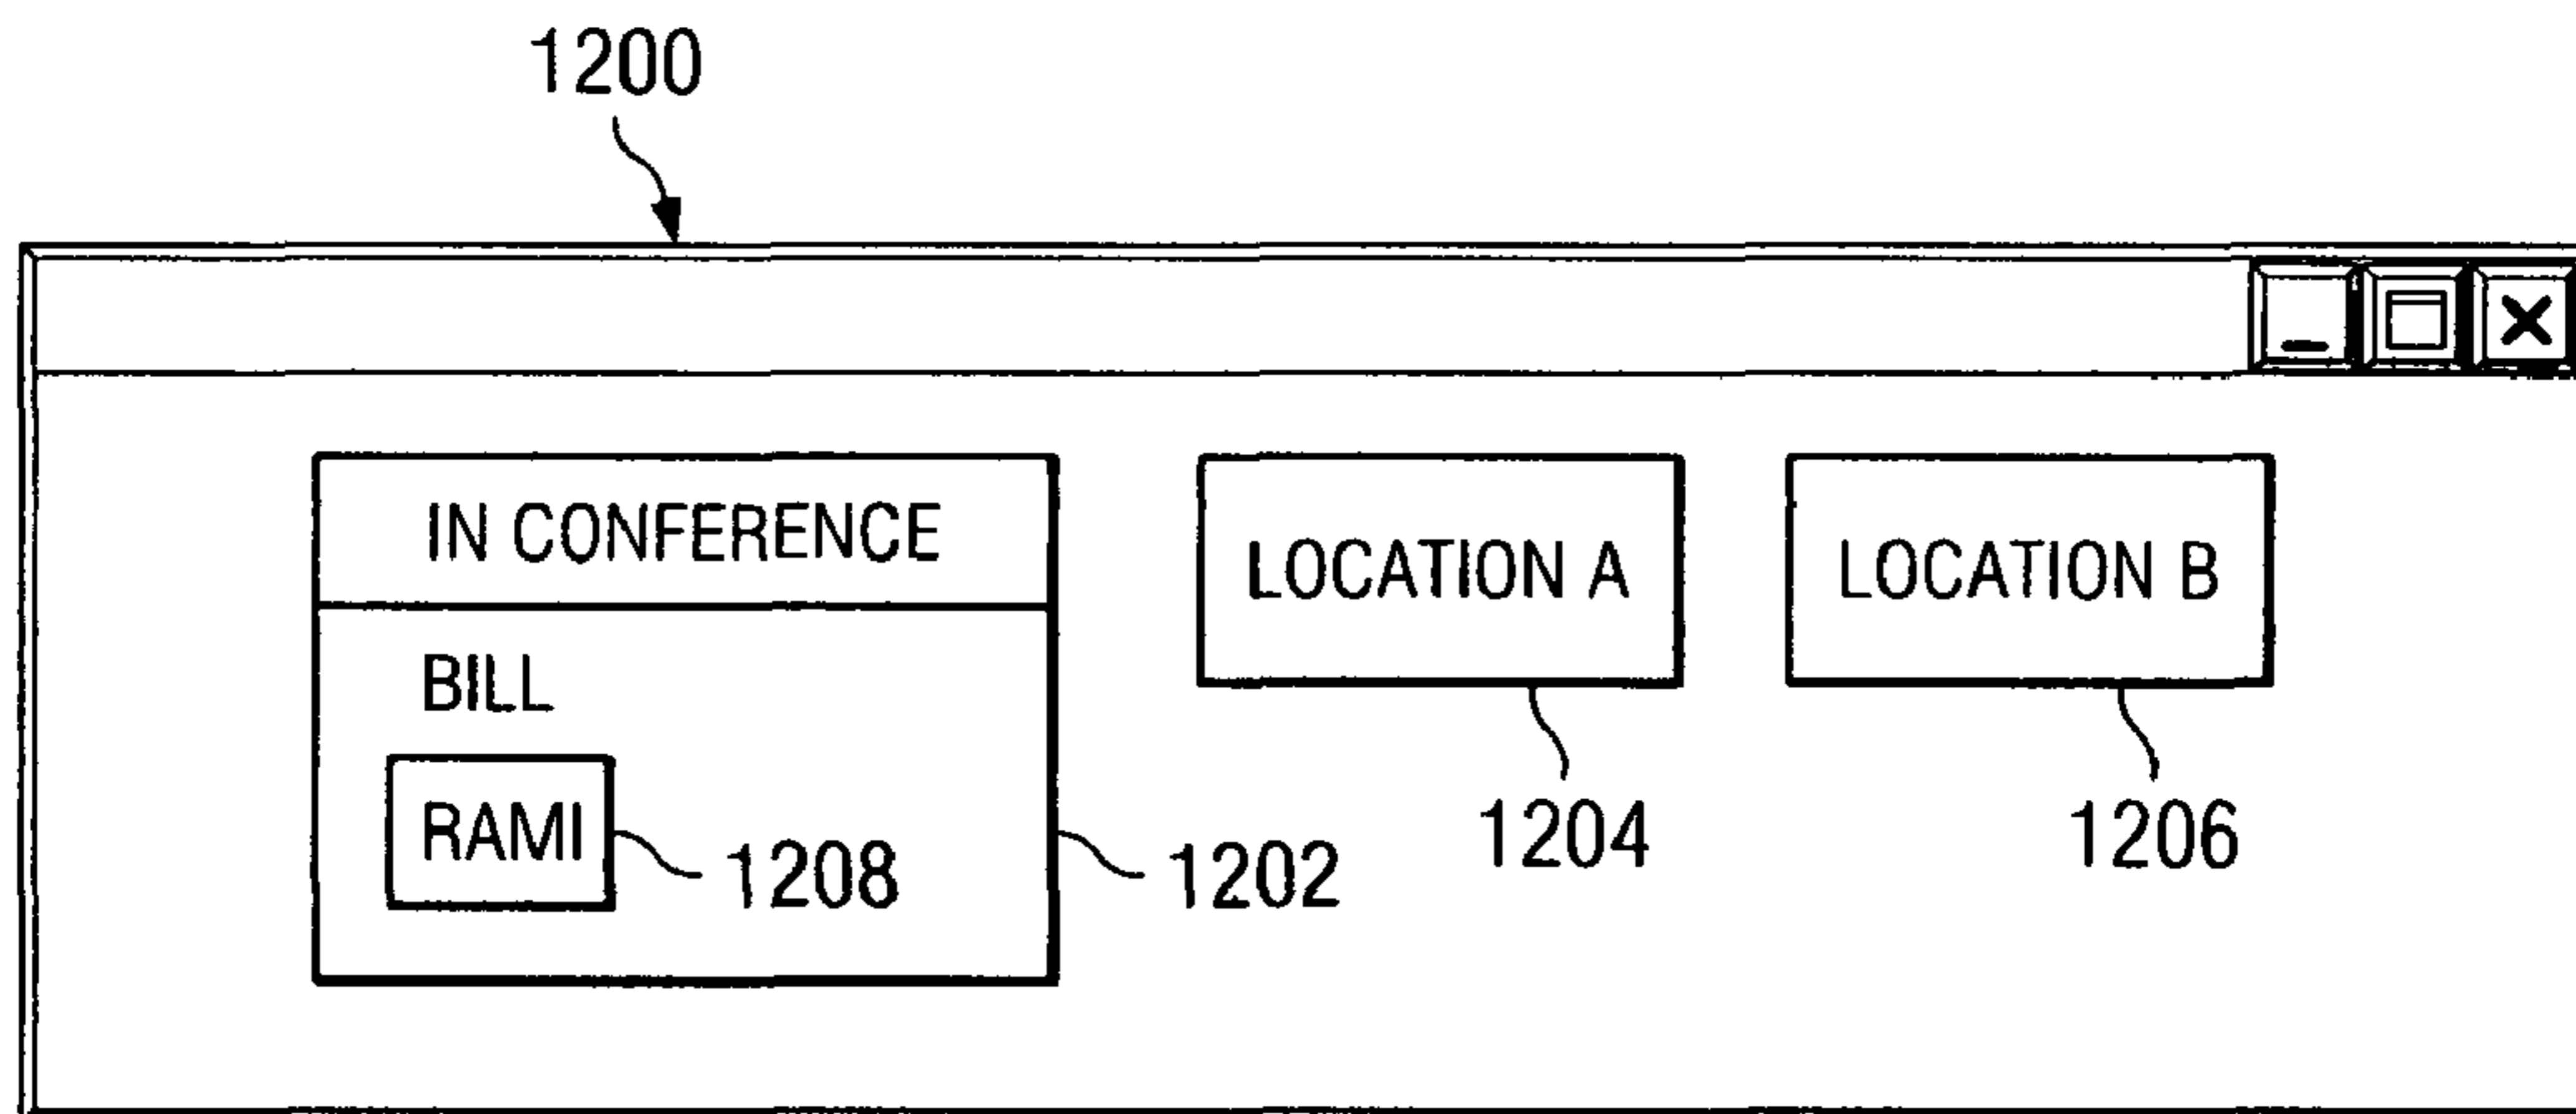 1200
IN CONFERENCE
BILL
RAMI
1208
1202
LOCATION A
1204
LOCATION B
1206